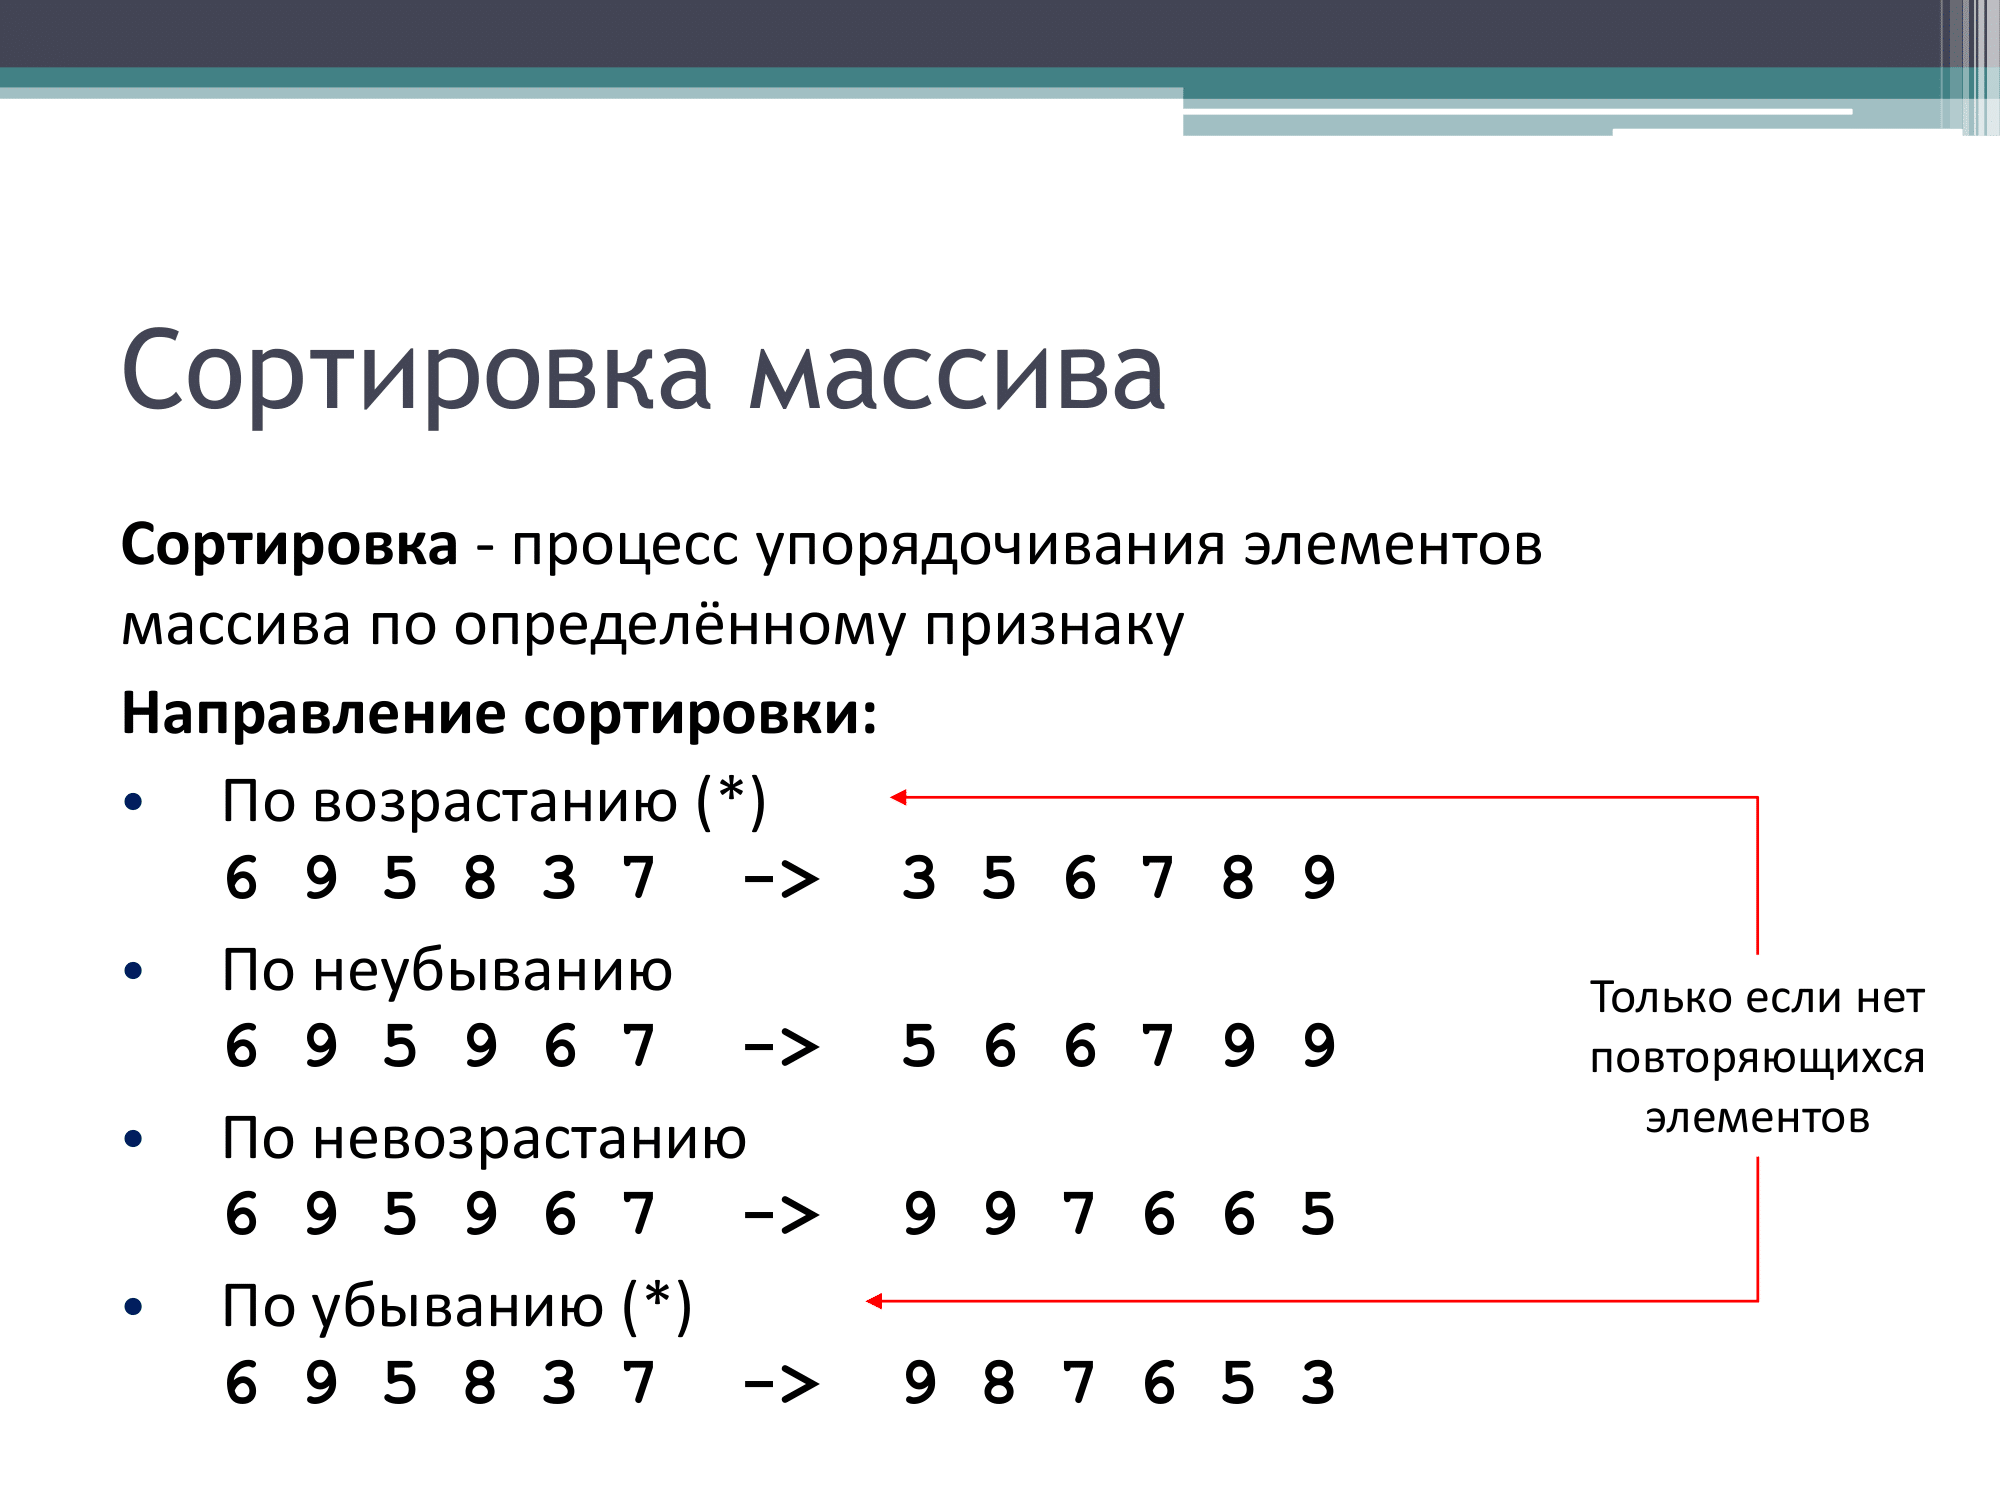 Сортировка массива
Сортировка - процесс упорядочивания элементов
массива по определённому признаку
Направление сортировки:
• По возрастанию (*)
6 9 5 8 3 7 -> 3 5 6 7 8 9
• По неубыванию
6 9 5 9 6 7 -> 5 6 6 7 9 9
• По невозрастанию
6 9 5 9 6 7 -> 9 9 7 6 6 5
• По убыванию (*)
6 9 5 8 3 7 -> 9 8 7 6 5 3
Только если нет
повторяющихся
элементов